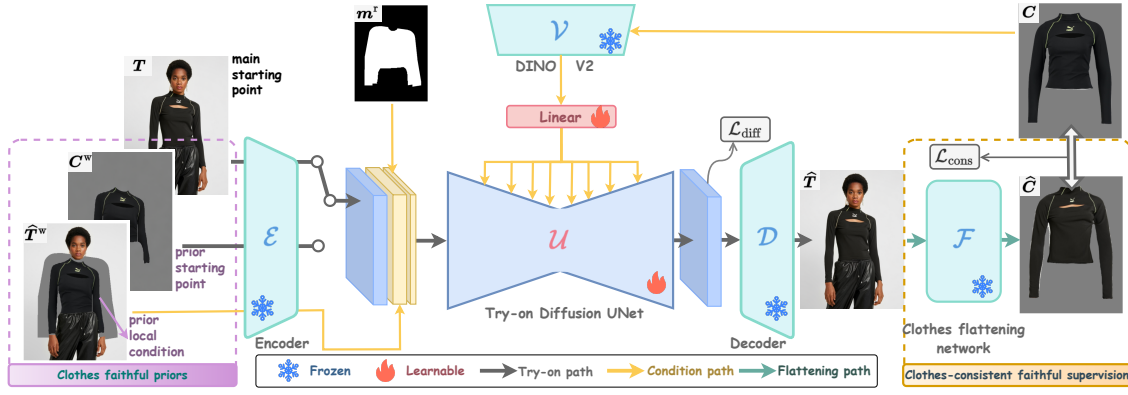 T
main
starting
point
C^w
T̂^w
prior
starting
point
prior
local
condition
Clothes faithful priors
m^r
ℰ
Encoder
𝒱
DINO V2
Linear
𝒰
Try-on Diffusion UNet
ℒ_diff
𝒟
Decoder
T̂
C
ℒ_cons
Ĉ
ℱ
Clothes flattening
network
Clothes-consistent faithful supervision
Frozen
Learnable
Try-on path
Condition path
Flattening path